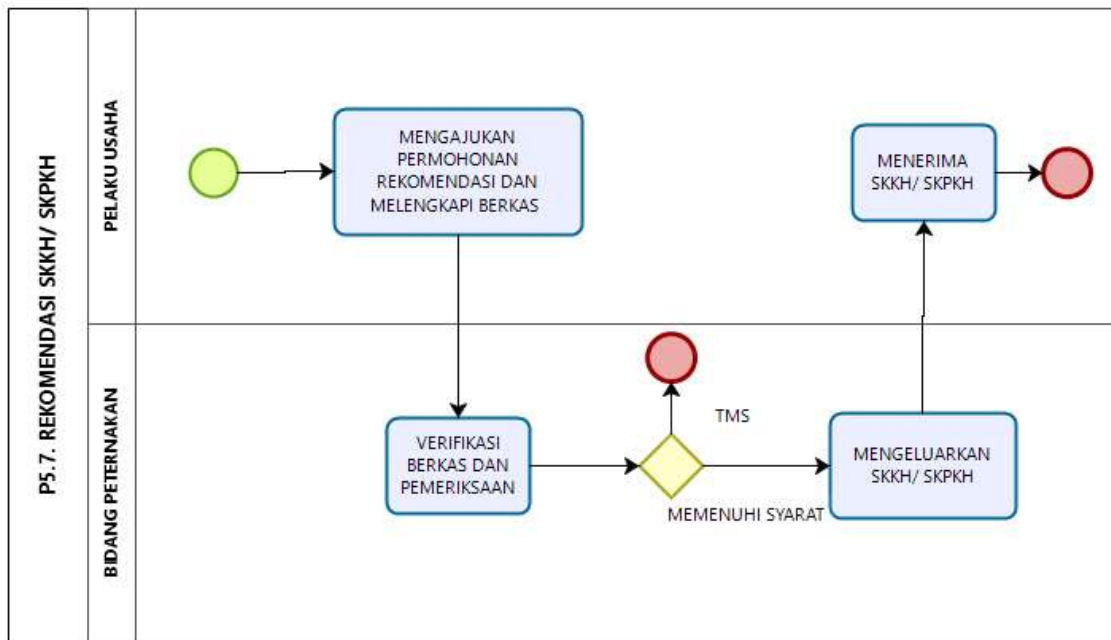 P5.7. REKOMENDASI SKKH/ SKPKH
PELAKU USAHA
MENGAJUKAN
PERMOHONAN
REKOMENDASI DAN
MELENGKAPI BERKAS
MENERIMA
SKKH/ SKPKH
BIDANG PETERNAKAN
VERIFIKASI
BERKAS DAN
PEMERIKSAAN
TMS
MEMENUHI SYARAT
MENGELUARKAN
SKKH/ SKPKH